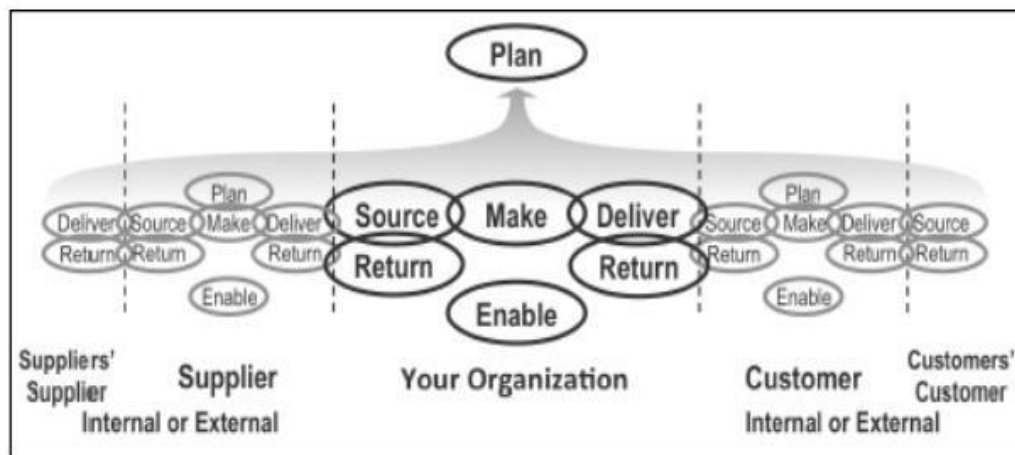 Plan
Plan
Plan
Deliver Source Make Deliver Source Make Deliver Source Make Deliver Source
Return Return Return Return Return Return Return Return
Enable Enable Enable
Suppliers' Supplier Your Organization Customer Customers'
Supplier Customer
Internal or External Internal or External